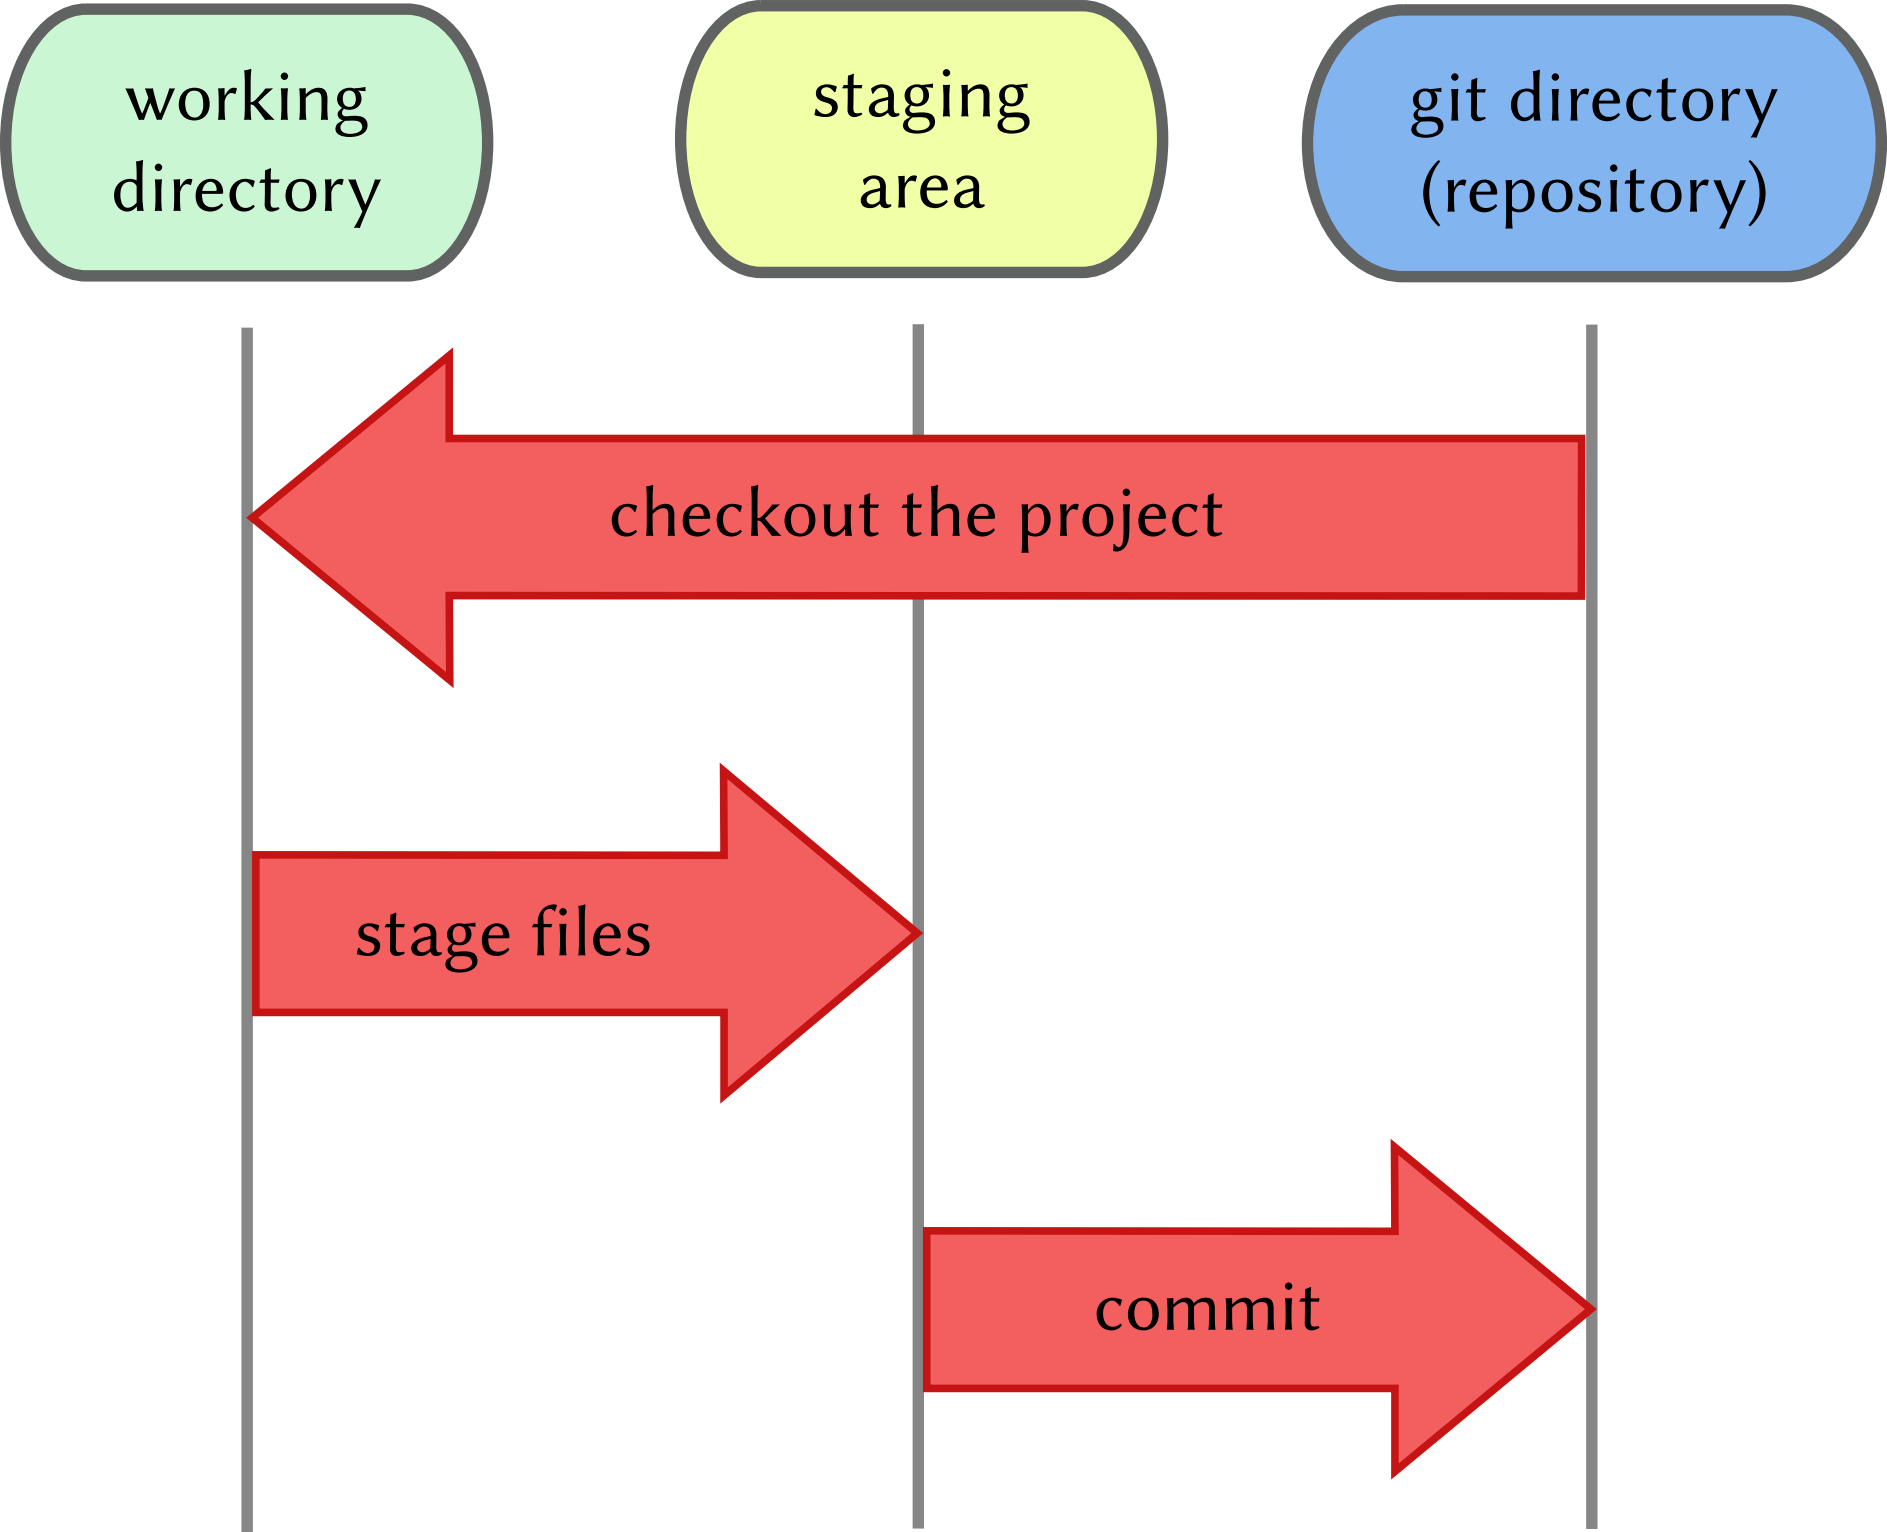 working
directory
staging
area
git directory
(repository)
checkout the project
stage files
commit